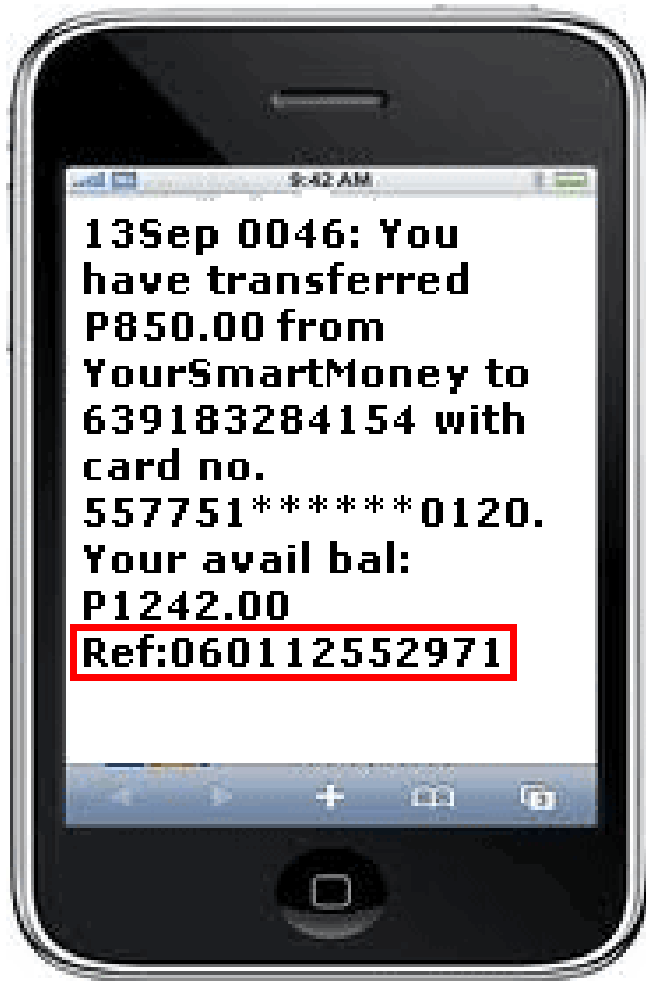 9:42 AM
13Sep 0046: You
have transferred
P850.00 from
YourSmartMoney to
639183284154 with
card no.
557751******0120.
Your avail bal:
P1242.00
Ref:060112552971